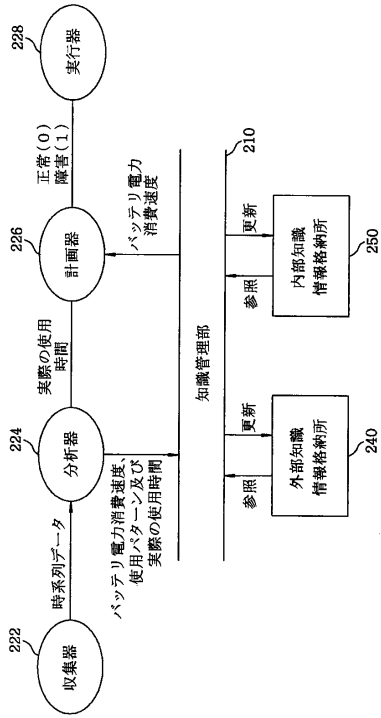 222
収集器
時系列データ
224
分析器
実際の使用
時間
226
計画器
正常(0)
障害(1)
228
実行器
バッテリ電力消費速度、
使用パターン及び
実際の使用時間
バッテリ電力
消費速度
知識管理部
210
参照
更新
外部知識
情報格納所
240
参照
更新
内部知識
情報格納所
250